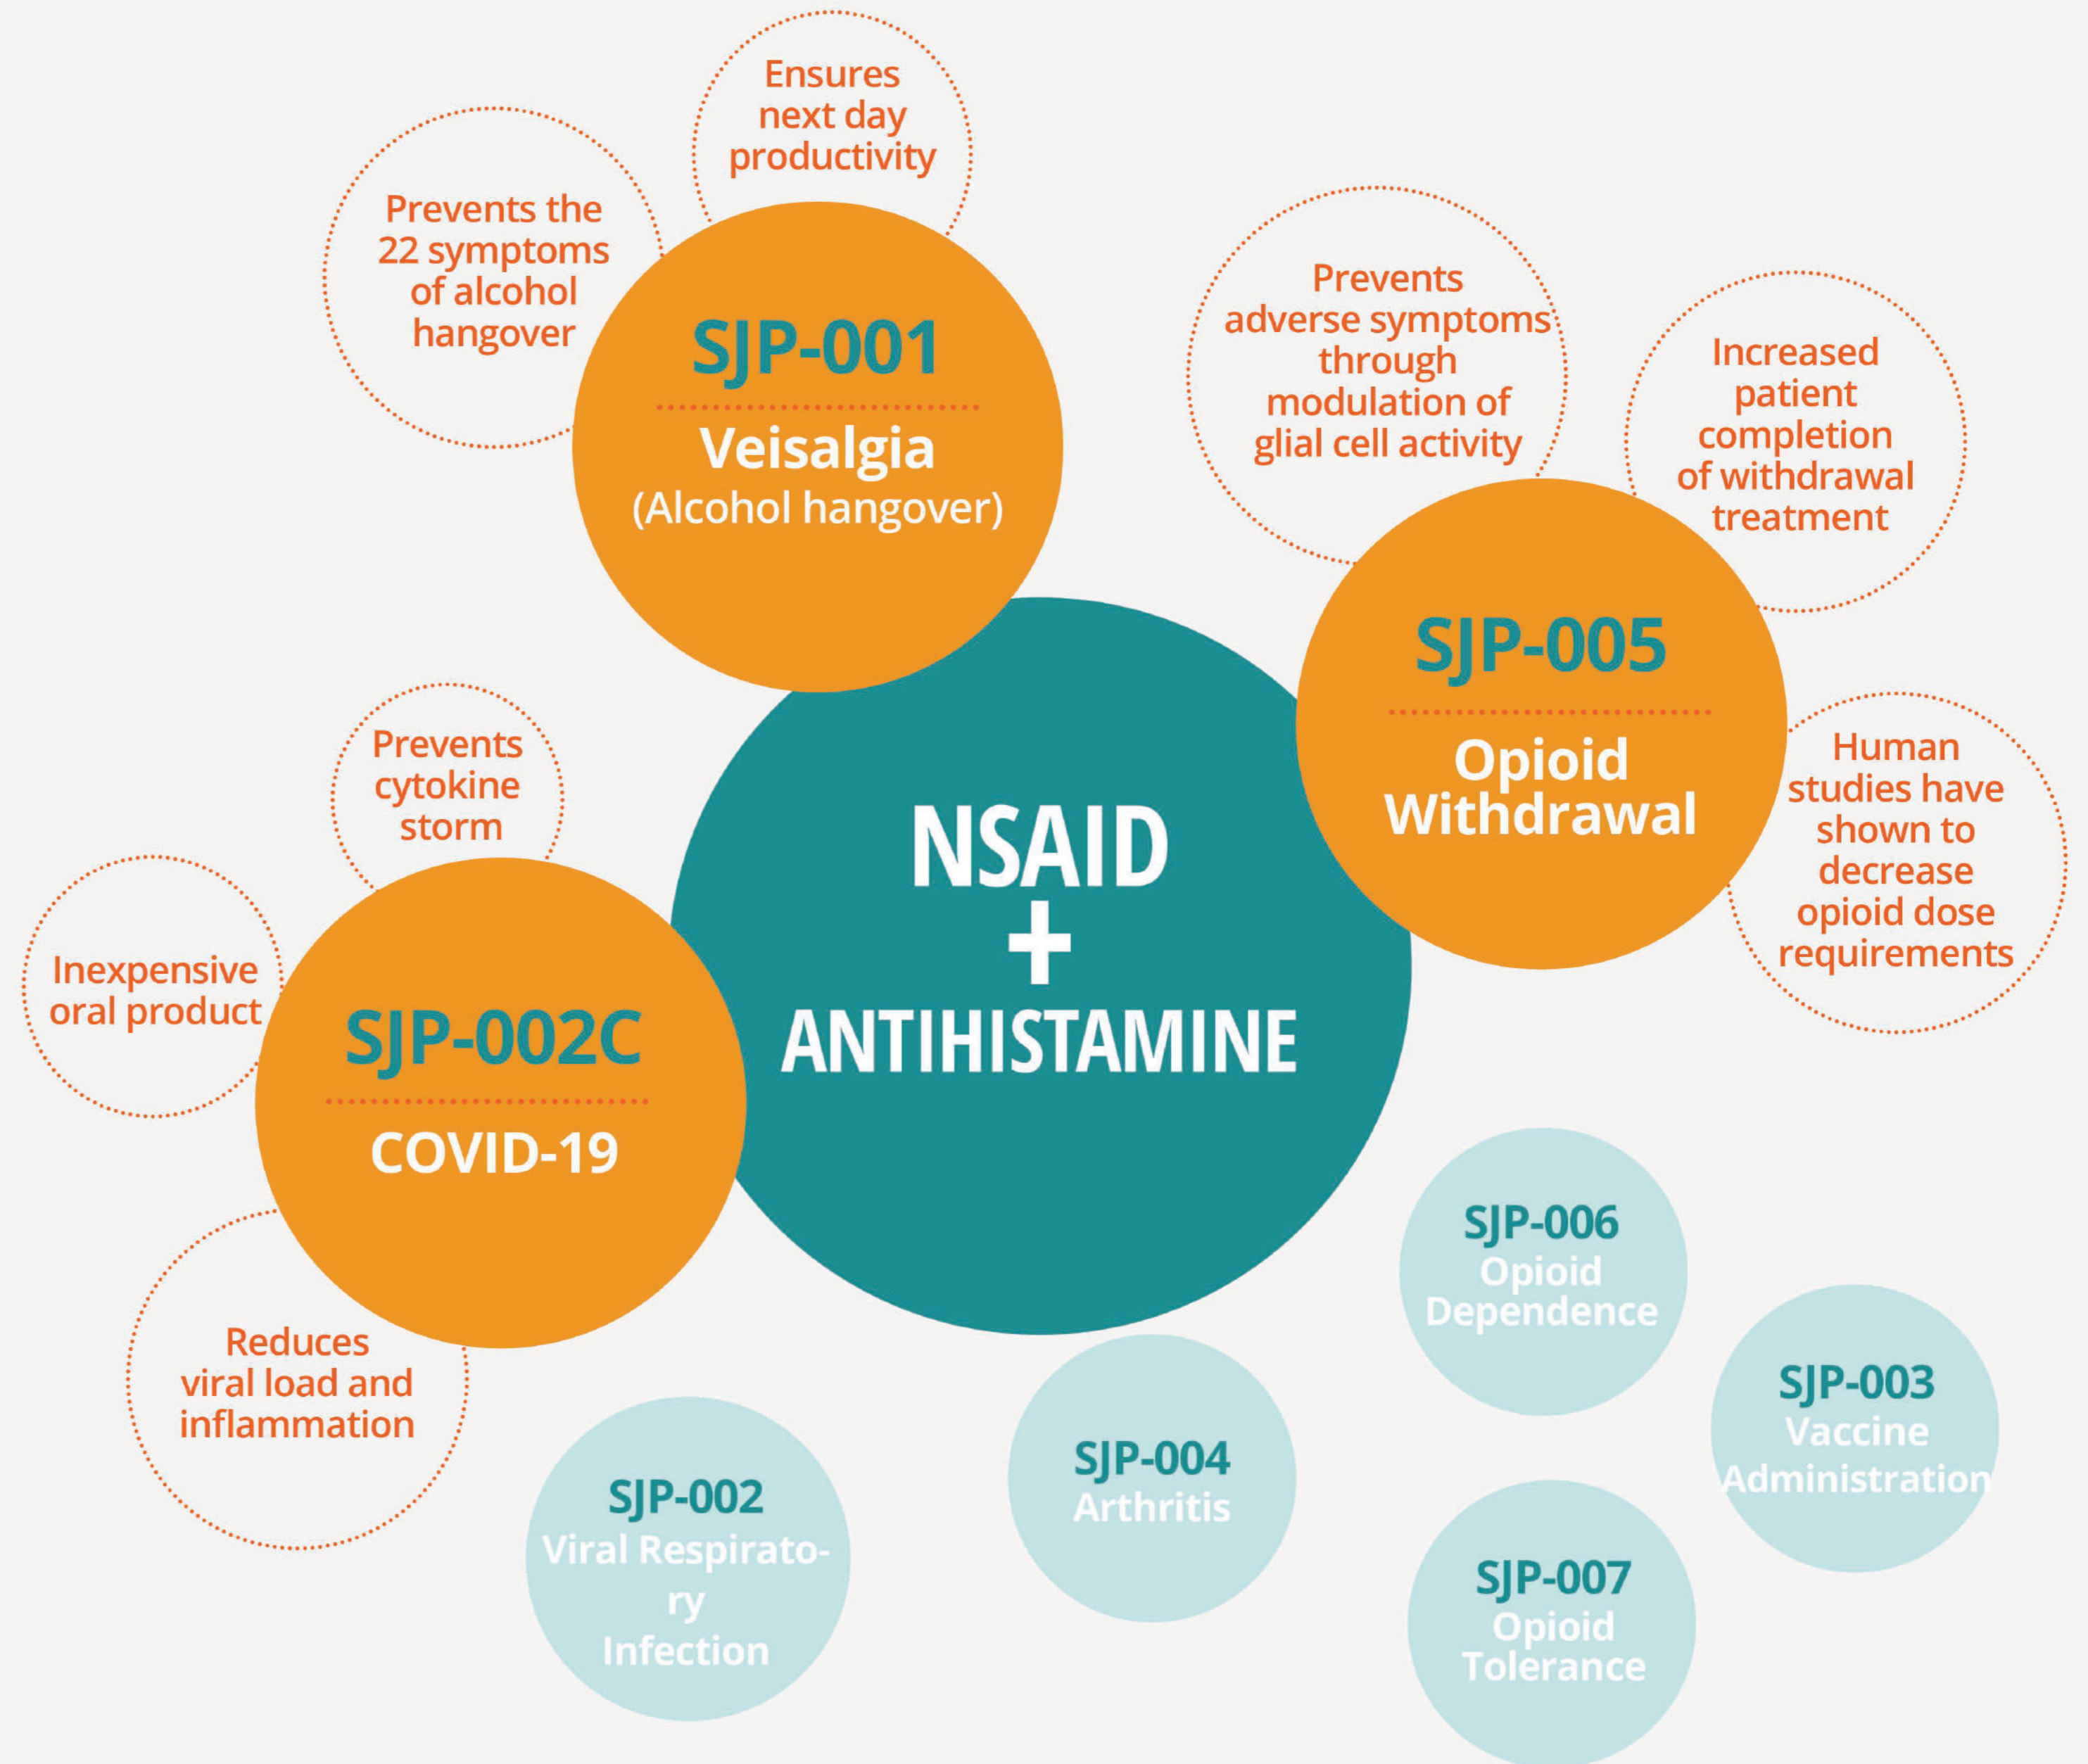 Ensures
next day
productivity
Prevents the
22 symptoms
of alcohol
hangover
SJP-001
Veisalgia
(Alcohol hangover)
Prevents
adverse symptoms
through
modulation of
glial cell activity
Increased
patient
completion
of withdrawal
treatment
SJP-005
Opioid
Withdrawal
Human
studies have
shown to
decrease
opioid dose
requirements
Prevents
cytokine
storm
Inexpensive
oral product
SJP-002C
COVID-19
Reduces
viral load and
inflammation
NSAID
+
ANTIHISTAMINE
SJP-006
Opioid
Dependence
SJP-003
Vaccine
Administration
SJP-004
Arthritis
SJP-002
Viral Respirato-
ry
Infection
SJP-007
Opioid
Tolerance